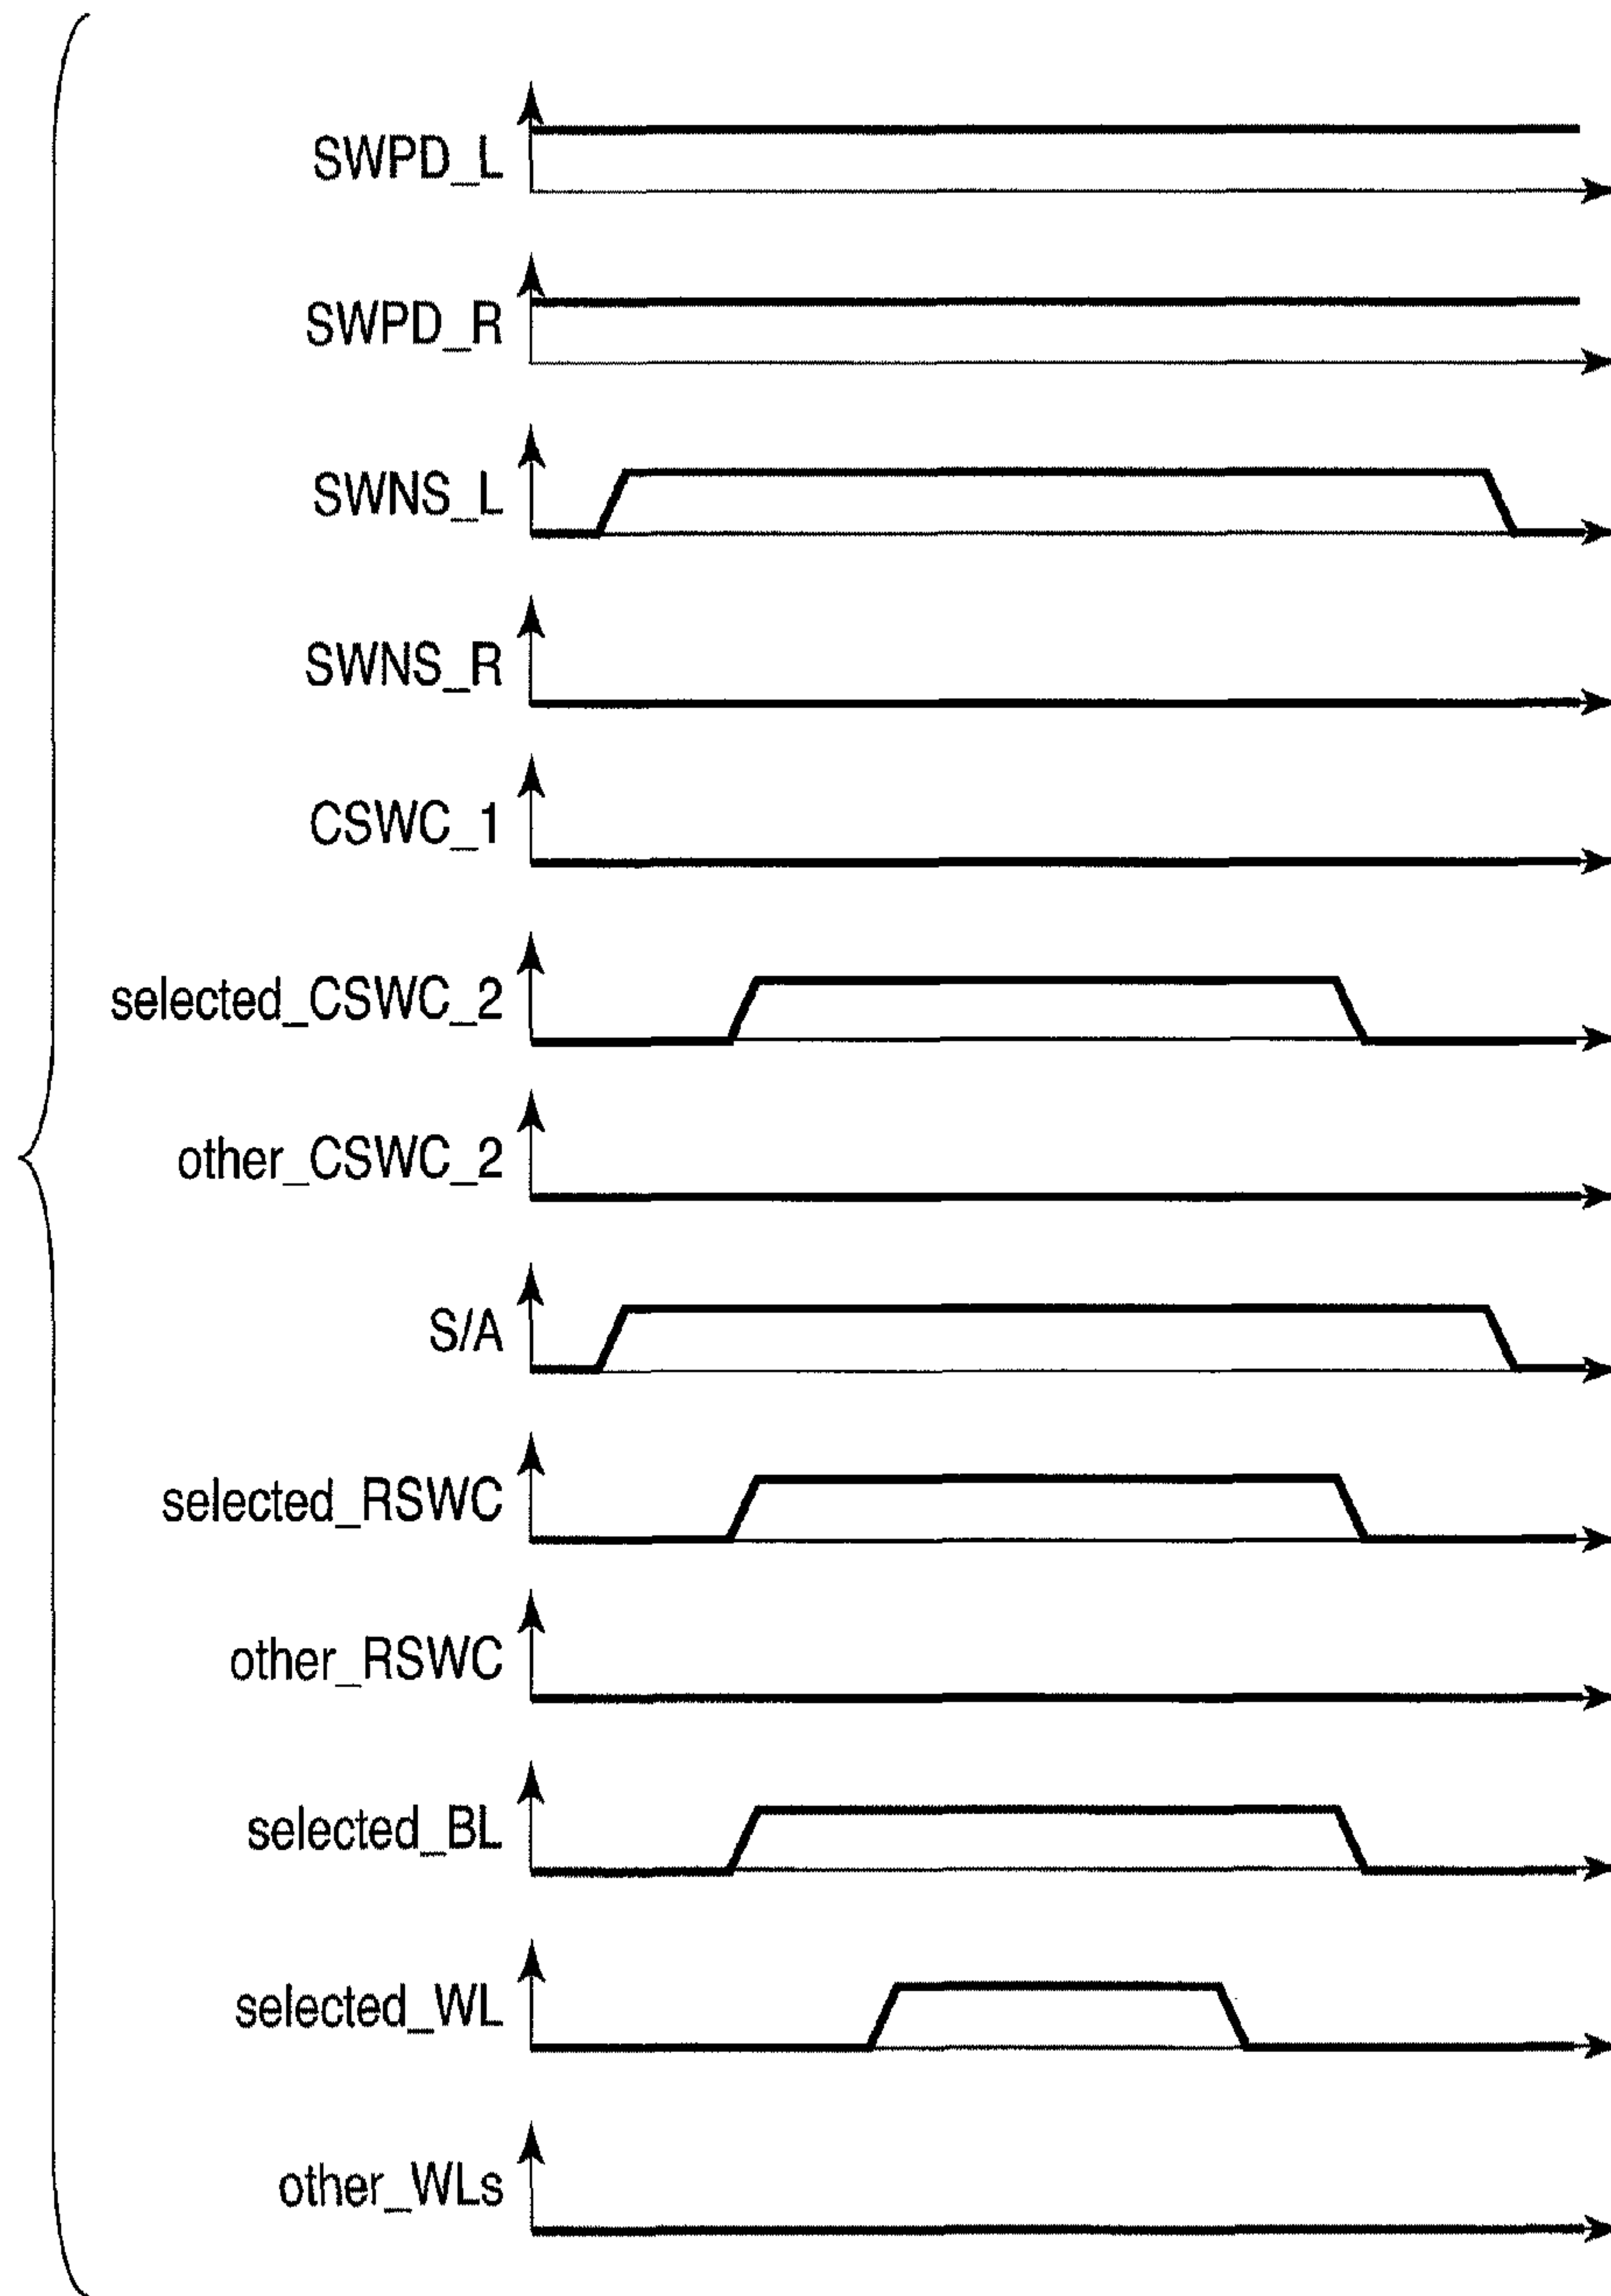 SWPD_L
SWPD_R
SWNS_L
SWNS_R
CSWC_1
selected_CSWC_2
other_CSWC_2
S/A
selected_RSWC
other_RSWC
selected_BL
selected_WL
other_WLs